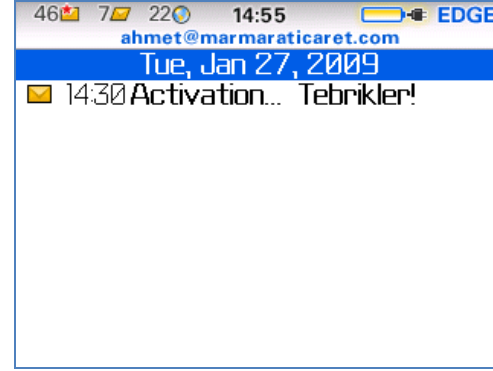 46 7 22 14:55 EDGE
ahmet@marmaraticaret.com
Tue, Jan 27, 2009
14:30 Activation... Tebrikler!